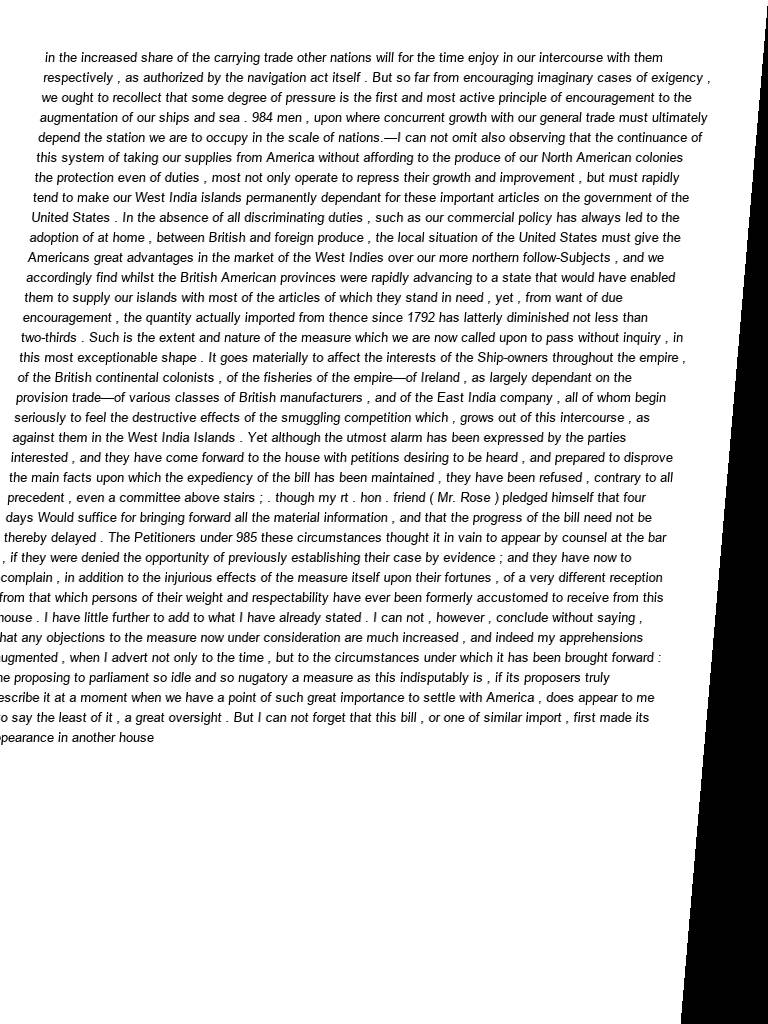 in the increased share of the carrying trade other nations will for the time enjoy in our intercourse with them
respectively , as authorized by the navigation act itself . But so far from encouraging imaginary cases of exigency ,
we ought to recollect that some degree of pressure is the first and most active principle of encouragement to the
augmentation of our ships and sea . 984 men , upon where concurrent growth with our general trade must ultimately
depend the station we are to occupy in the scale of nations.—I can not omit also observing that the continuance of
this system of taking our supplies from America without affording to the produce of our North American colonies
the protection even of duties , most not only operate to repress their growth and improvement , but must rapidly
tend to make our West India islands permanently dependant for these important articles on the government of the
United States . In the absence of all discriminating duties , such as our commercial policy has always led to the
adoption of at home , between British and foreign produce , the local situation of the United States must give the
Americans great advantages in the market of the West Indies over our more northern follow-Subjects , and we
accordingly find whilst the British American provinces were rapidly advancing to a state that would have enabled
them to supply our islands with most of the articles of which they stand in need , yet , from want of due
encouragement , the quantity actually imported from thence since 1792 has latterly diminished not less than
two-thirds . Such is the extent and nature of the measure which we are now called upon to pass without inquiry , in
this most exceptionable shape . It goes materially to affect the interests of the Ship-owners throughout the empire ,
of the British continental colonists , of the fisheries of the empire—of Ireland , as largely dependant on the
provision trade—of various classes of British manufacturers , and of the East India company , all of whom begin
seriously to feel the destructive effects of the smuggling competition which , grows out of this intercourse , as
against them in the West India Islands . Yet although the utmost alarm has been expressed by the parties
interested , and they have come forward to the house with petitions desiring to be heard , and prepared to disprove
the main facts upon which the expediency of the bill has been maintained , they have been refused , contrary to all
precedent , even a committee above stairs ; . though my rt . hon . friend ( Mr. Rose ) pledged himself that four
days Would suffice for bringing forward all the material information , and that the progress of the bill need not be
thereby delayed . The Petitioners under 985 these circumstances thought it in vain to appear by counsel at the bar
, if they were denied the opportunity of previously establishing their case by evidence ; and they have now to
complain , in addition to the injurious effects of the measure itself upon their fortunes , of a very different reception
from that which persons of their weight and respectability have ever been formerly accustomed to receive from this
house . I have little further to add to what I have already stated . I can not , however , conclude without saying ,
that any objections to the measure now under consideration are much increased , and indeed my apprehensions
augmented , when I advert not only to the time , but to the circumstances under which it has been brought forward :
he proposing to parliament so idle and so nugatory a measure as this indisputably is , if its proposers truly
escribe it at a moment when we have a point of such great importance to settle with America , does appear to me
o say the least of it , a great oversight . But I can not forget that this bill , or one of similar import , first made its
pearance in another house